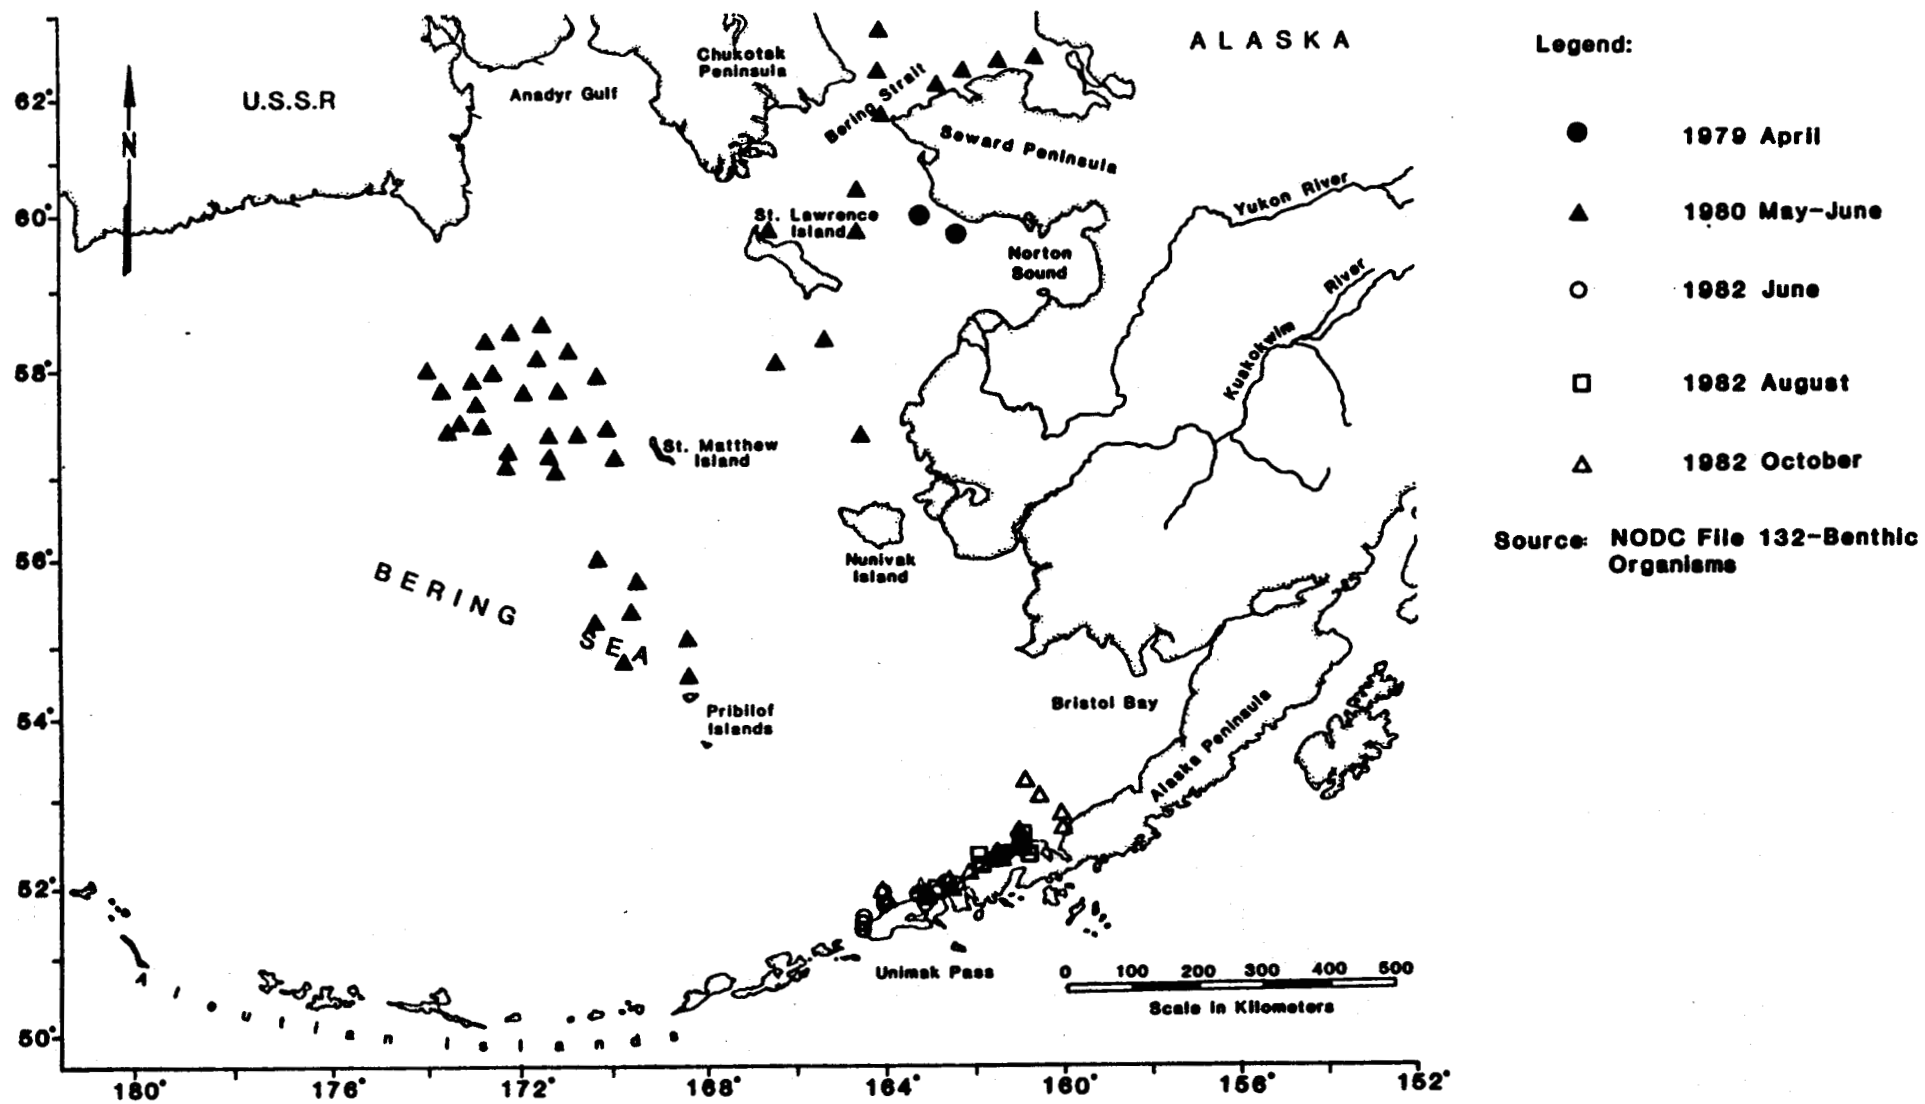 ALASKA
Legend:
Chukotsk
Peninsula
U.S.S.R
Anadyr Gulf
Bering Strait
62°
N
Seward Peninsula
1979 April
Yukon River
1980 May-June
60°
St. Lawrence
Island
Norton
Sound
River
1982 June
Kuskokwim
58°
1982 August
St. Matthew
Island
1982 October
Source: NODC File 132-Benthic
Organisms
56°
Nunivak
Island
BERING
SEA
Bristol Bay
Pribilof
Islands
54°
Alaska Peninsula
52°
Unimak Pass
0 100 200 300 400 500
Scale in Kilometers
Aleutian Islands
50°
180° 176° 172° 168° 164° 160° 156° 152°